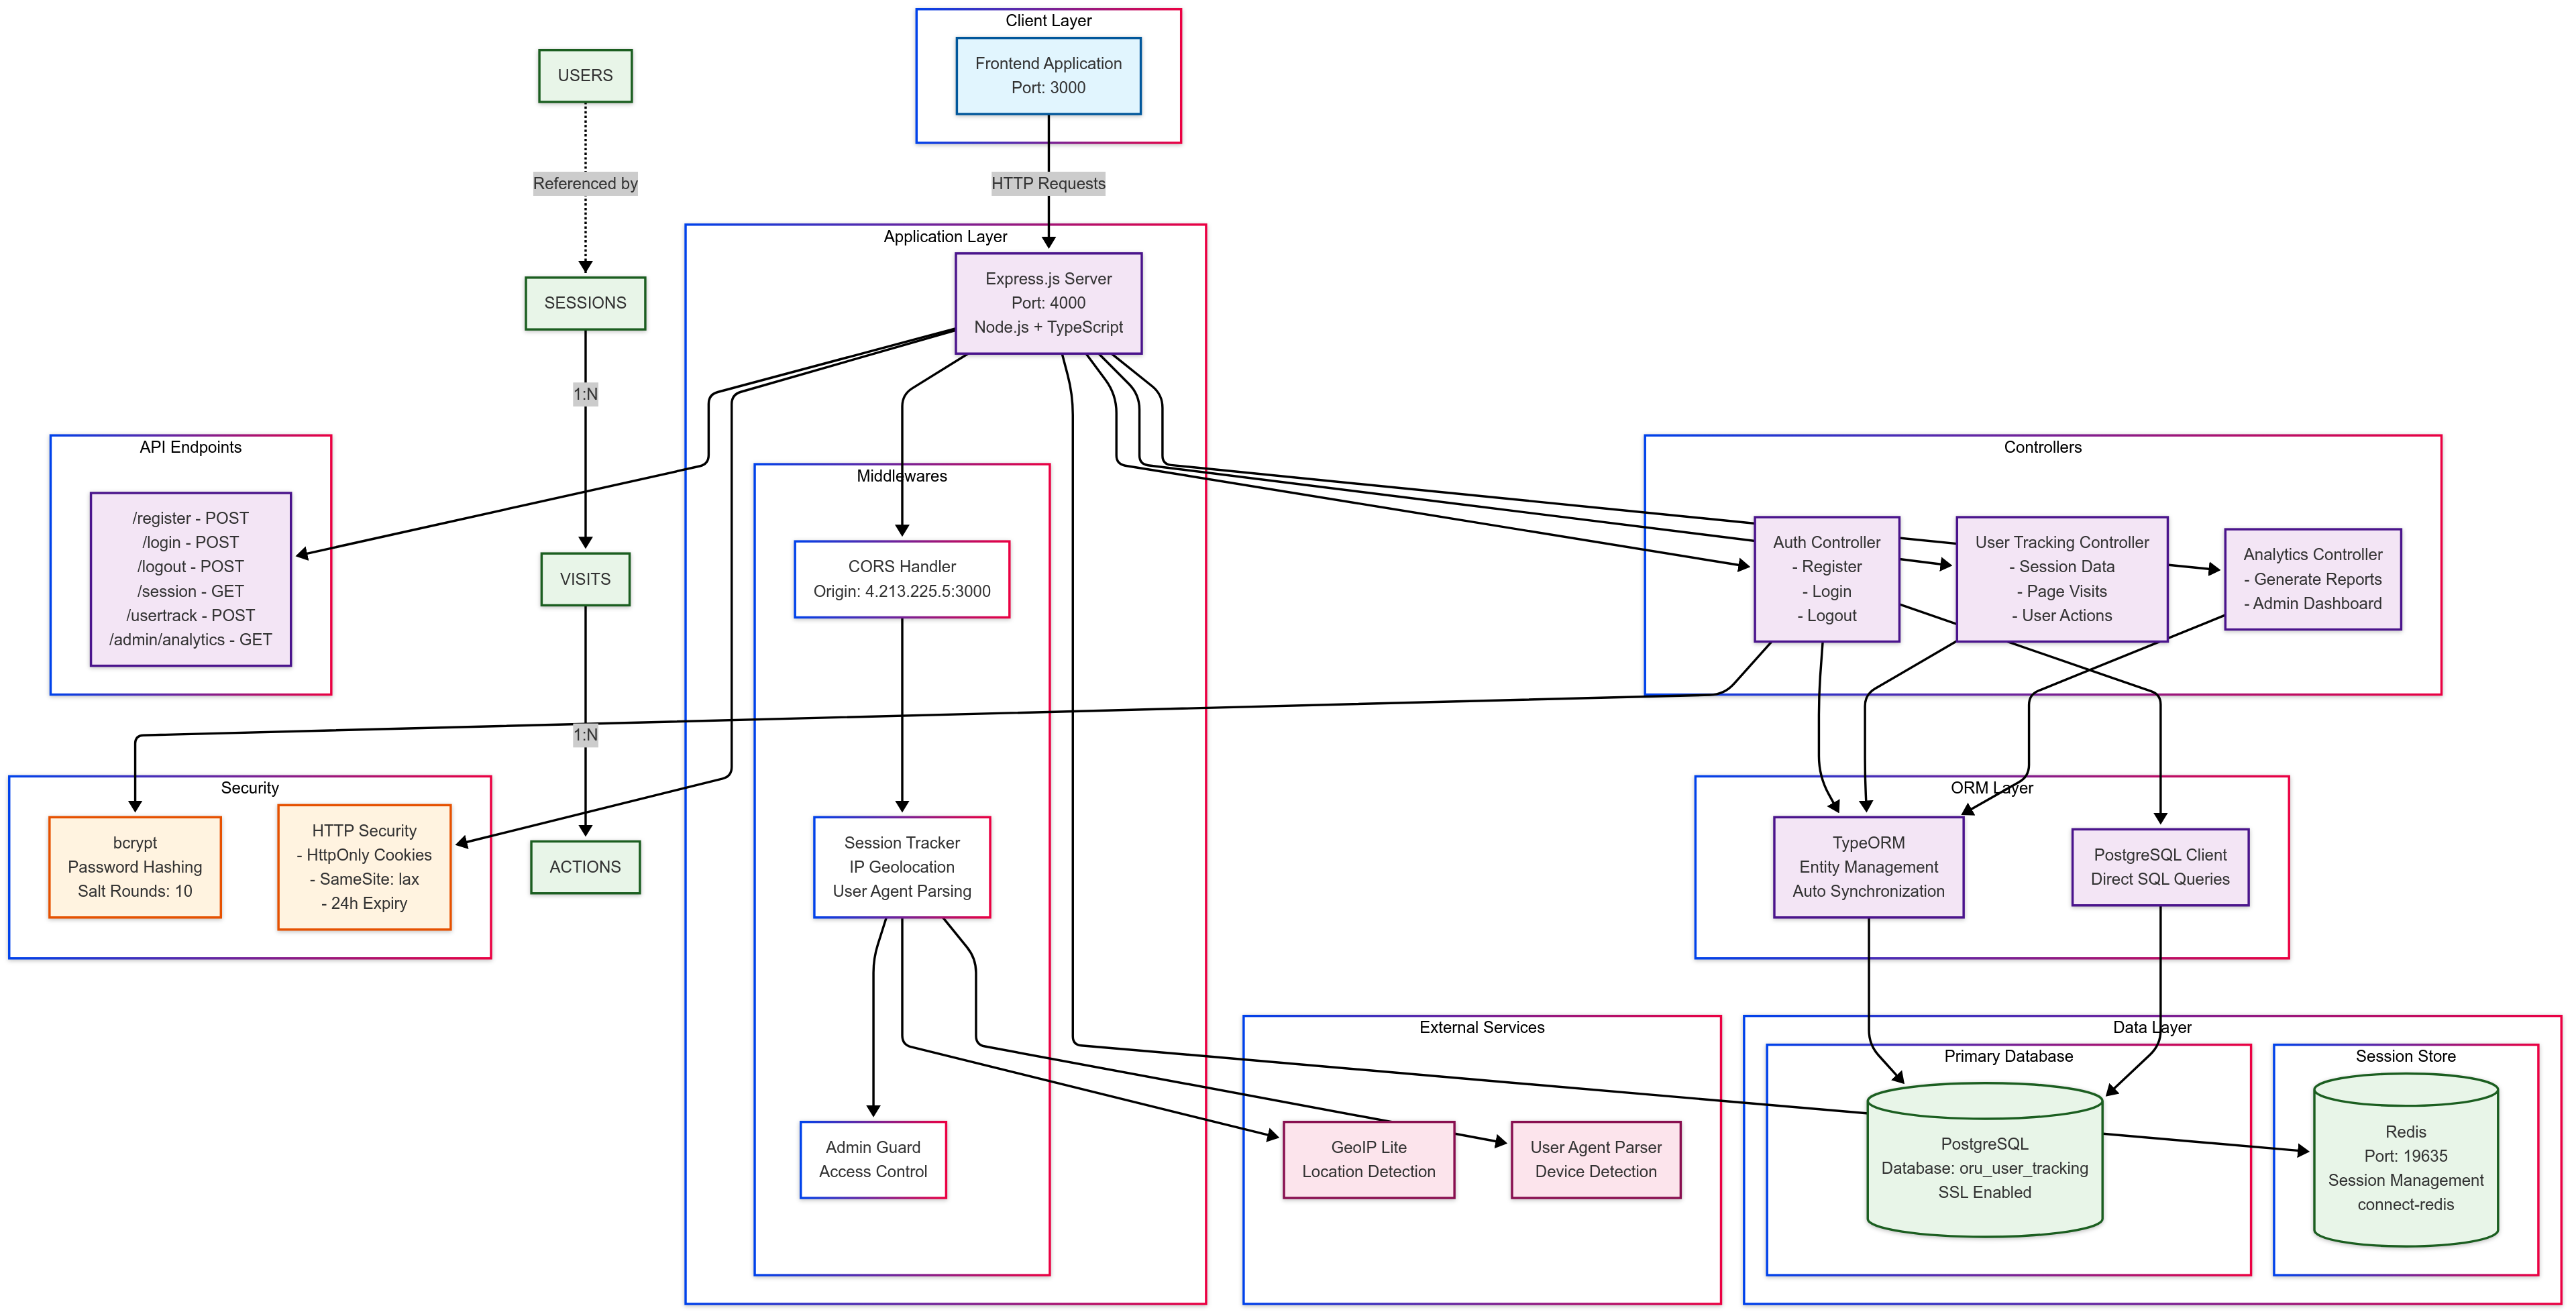 Client Layer
Frontend Application
Port: 3000
USERS
Referenced by
HTTP Requests
Application Layer
Express.js Server
Port: 4000
Node.js + TypeScript
SESSIONS
1:N
API Endpoints
/register - POST
/login - POST
/logout - POST
/session - GET
/usertrack - POST
/admin/analytics - GET
VISITS
Middlewares
CORS Handler
Origin: 4.213.225.5:3000
Controllers
Auth Controller
- Register
- Login
- Logout
User Tracking Controller
- Session Data
- Page Visits
- User Actions
Analytics Controller
- Generate Reports
- Admin Dashboard
1:N
Security
bcrypt
Password Hashing
Salt Rounds: 10
HTTP Security
- HttpOnly Cookies
- SameSite: lax
- 24h Expiry
ACTIONS
Session Tracker
IP Geolocation
User Agent Parsing
ORM Layer
TypeORM
Entity Management
Auto Synchronization
PostgreSQL Client
Direct SQL Queries
Admin Guard
Access Control
External Services
GeoIP Lite
Location Detection
User Agent Parser
Device Detection
Data Layer
Primary Database
PostgreSQL
Database: oru_user_tracking
SSL Enabled
Session Store
Redis
Port: 19635
Session Management
connect-redis